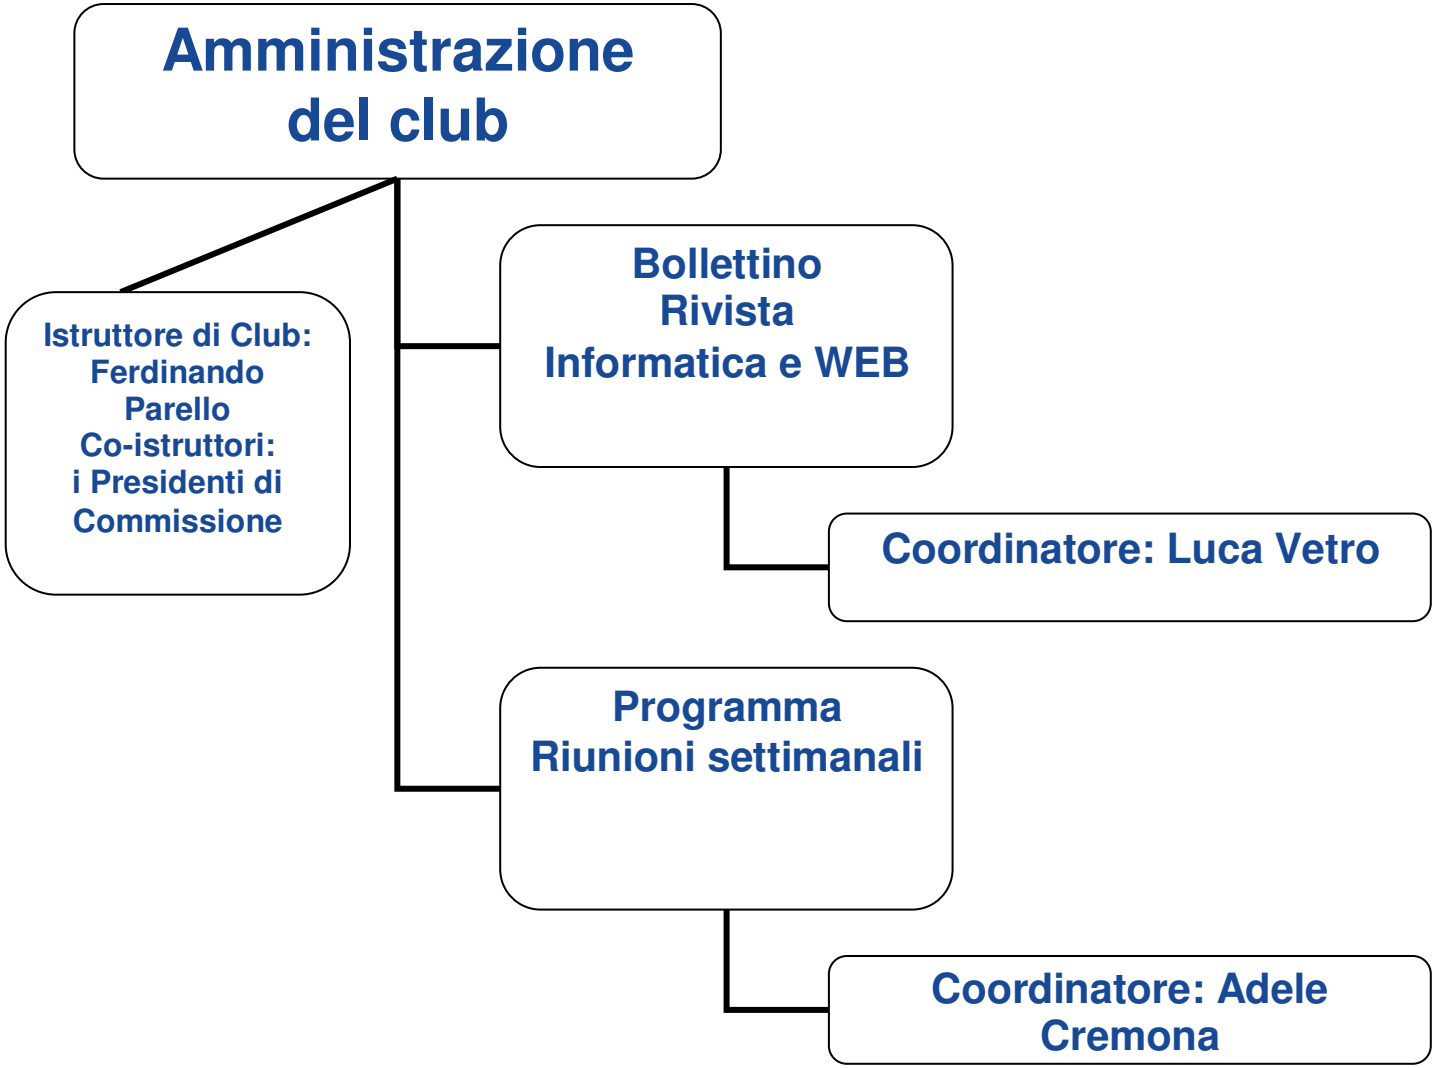 Amministrazione
del club
Bollettino
Rivista
Informatica e WEB
Istruttore di Club:
Ferdinando
Parello
Co-istruttori:
i Presidenti di
Commissione
Coordinatore: Luca Vetro
Programma
Riunioni settimanali
Coordinatore: Adele
Cremona